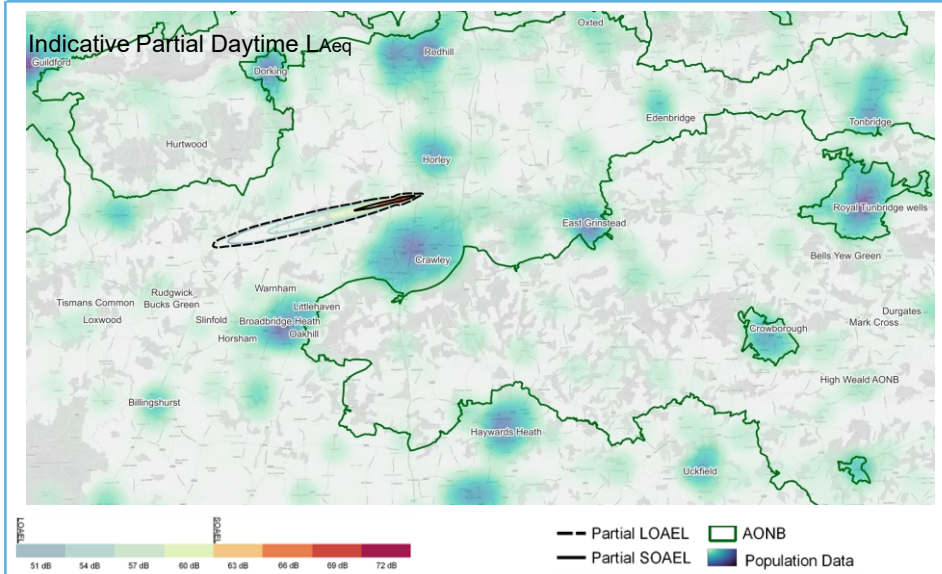 Indicative Partial Daytime LAeq
Oxted
Guildford
Redhill
Dorking
Edenbridge
Tonbridge
Hurtwood
Horley
Royal Tunbridge wells
East Grinstead
Crawley
Bells Yew Green
Warnham
Rudgwick
Tismans Common
Bucks Green
Littlehaven
Loxwood
Slinfold
Broadbridge Heath
Durgates
Mark Cross
Oakhill
Horsham
Crowborough
High Weald AONB
Billingshurst
Haywards Heath
Uckfield
LOAEL
SOAEL
51 dB 54 dB 57 dB 60 dB 63 dB 66 dB 69 dB 72 dB
Partial LOAEL
AONB
Partial SOAEL
Population Data